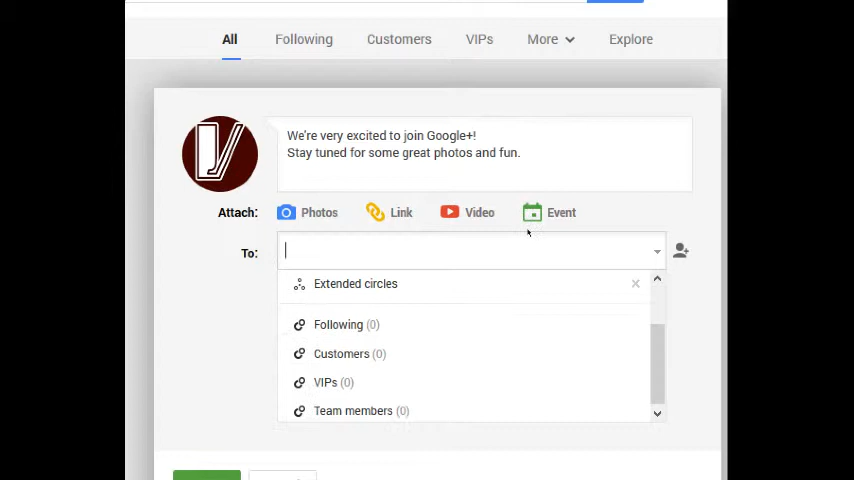 All Following Customers VIPs More Explore
We're very excited to join Google+!
Stay tuned for some great photos and fun.
Attach: Photos Link Video Event
To:
Extended circles
Following (0)
Customers (0)
VIPs (0)
Team members (0)